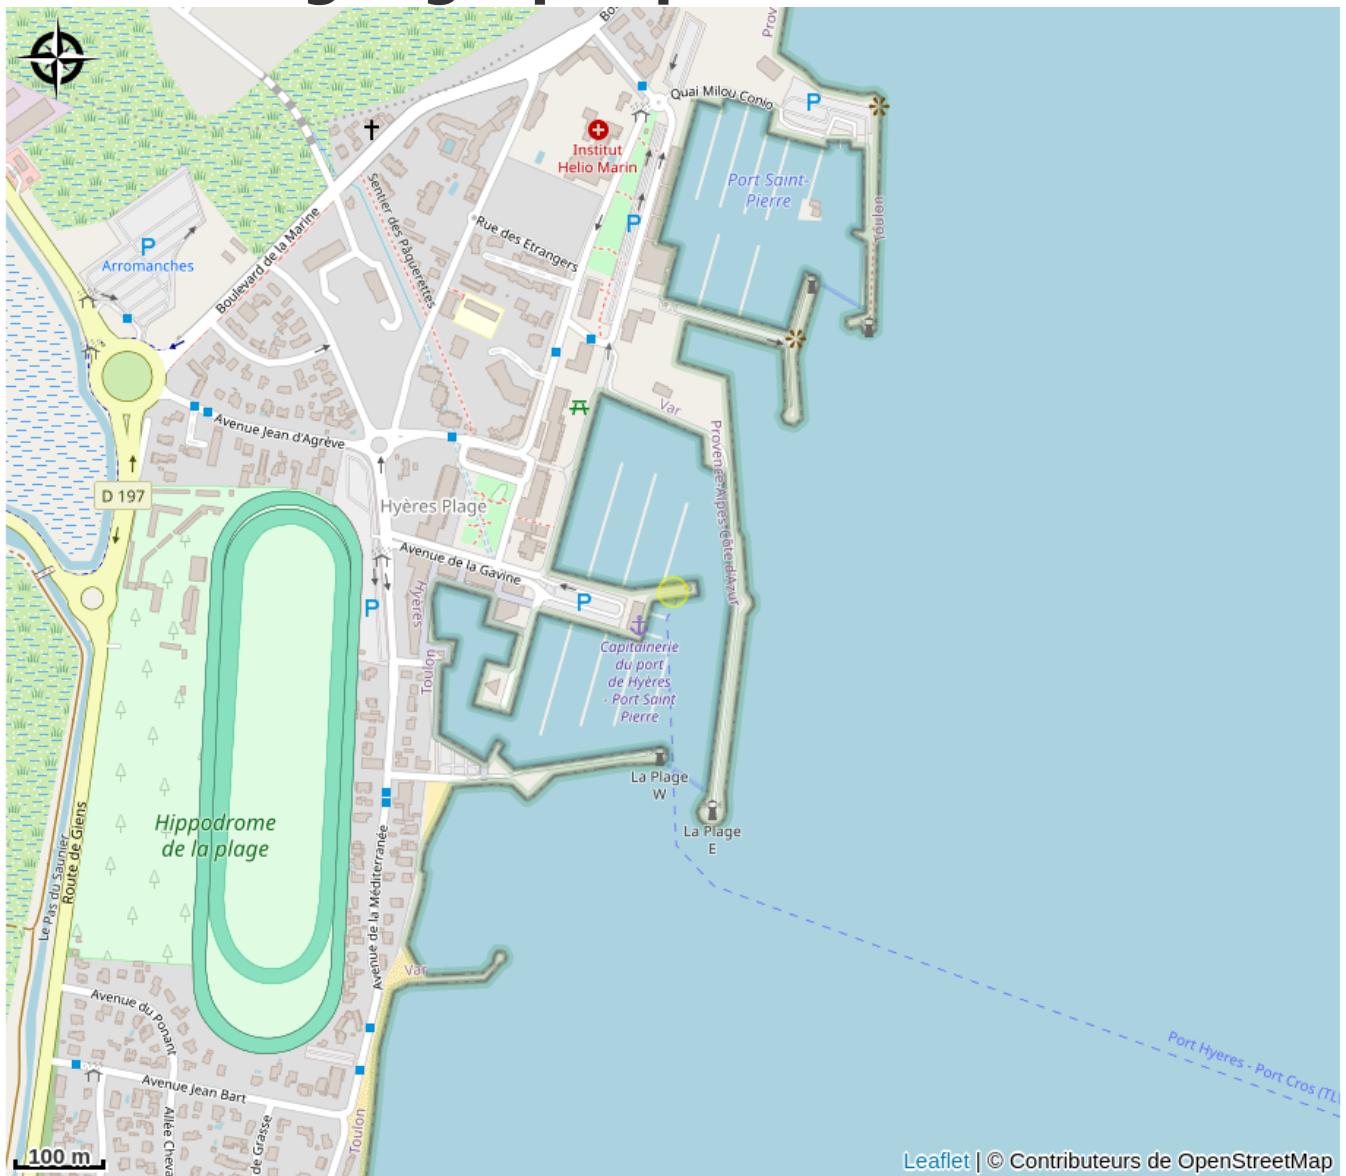 Prov
Quai Milou Conio
P
Institut
Helio Marin
Port Saint-
Pierre
Toulon
Sentier des Pâquerettes
P
Rue des Etrangers
P
Arromanches
Boulevard de la Marine
Var
Avenue Jean d'Agrève
Provence-Alpes-Côte d'Azur
D 197
Hyères Plage
Avenue de la Gavine
P
P
Hyères
Toulon
Capitainerie
du port
de Hyères
- Port Saint
Pierre
La Plage
W
La Plage
E
Hippodrome
de la plage
Le Pas du Saunier
Route de Giens
Avenue de la Méditerranée
Var
Avenue du Ponant
Port Hyeres - Port Cros (TLV
Avenue Jean Bart
Allée Cheva
de Grasse
Toulon
100 m
Leaflet | © Contributeurs de OpenStreetMap